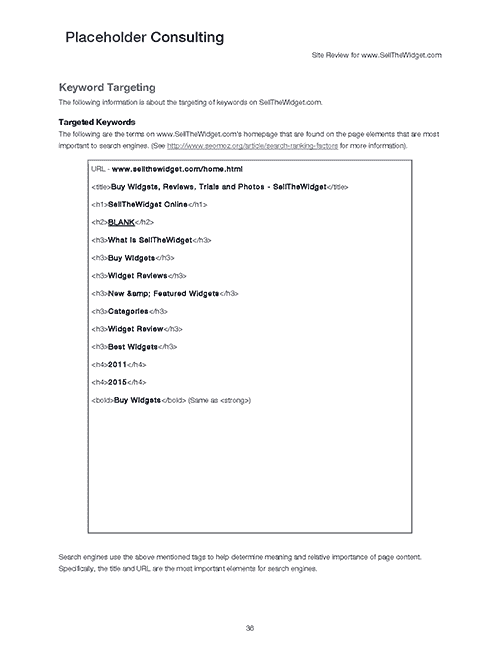 Placeholder Consulting
Site Review for www.SellTheWidget.com
Keyword Targeting
The following information is about the targeting of keywords on SellTheWidget.com.
Targeted Keywords
The following are the terms on www.SellTheWidget.com's homepage that are found on the page elements that are most
important to search engines. (See http://www.seomoz.org/article/search-ranking-factors for more information).
URL - www.sellthewidget.com/home.html
<title>Buy Widgets, Reviews, Trials and Photos - SellTheWidget</title>
<h1>SellTheWidget Online</h1>
<h2>BLANK</h2>
<h3>What is SellTheWidget</h3>
<h3>Buy Widgets</h3>
<h3>Widget Reviews</h3>
<h3>New &amp; Featured Widgets</h3>
<h3>Categories</h3>
<h3>Widget Review</h3>
<h3>Best Widgets</h3>
<h4>2011</h4>
<h4>2015</h4>
<bold>Buy Widgets</bold> (Same as <strong>)
Search engines use the above mentioned tags to help determine meaning and relative importance of page content.
Specifically, the title and URL are the most important elements for search engines.
36